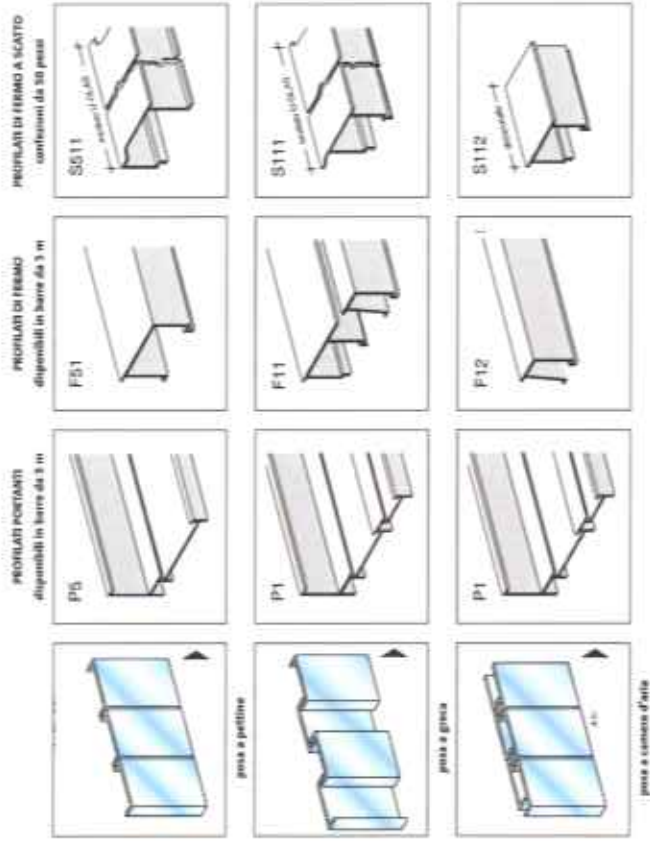 PROFILATI PORTANTI
disponibili in barre da 5 m
PROFILATI DI FERMO
disponibili in barre da 5 m
PROFILATI DI FERMO A SCATTO
confezioni da 50 pezzi
posa a pettine
P5
F51
S511
posa a greca
P1
F11
S111
posa a camera d'aria
P1
F12
S112